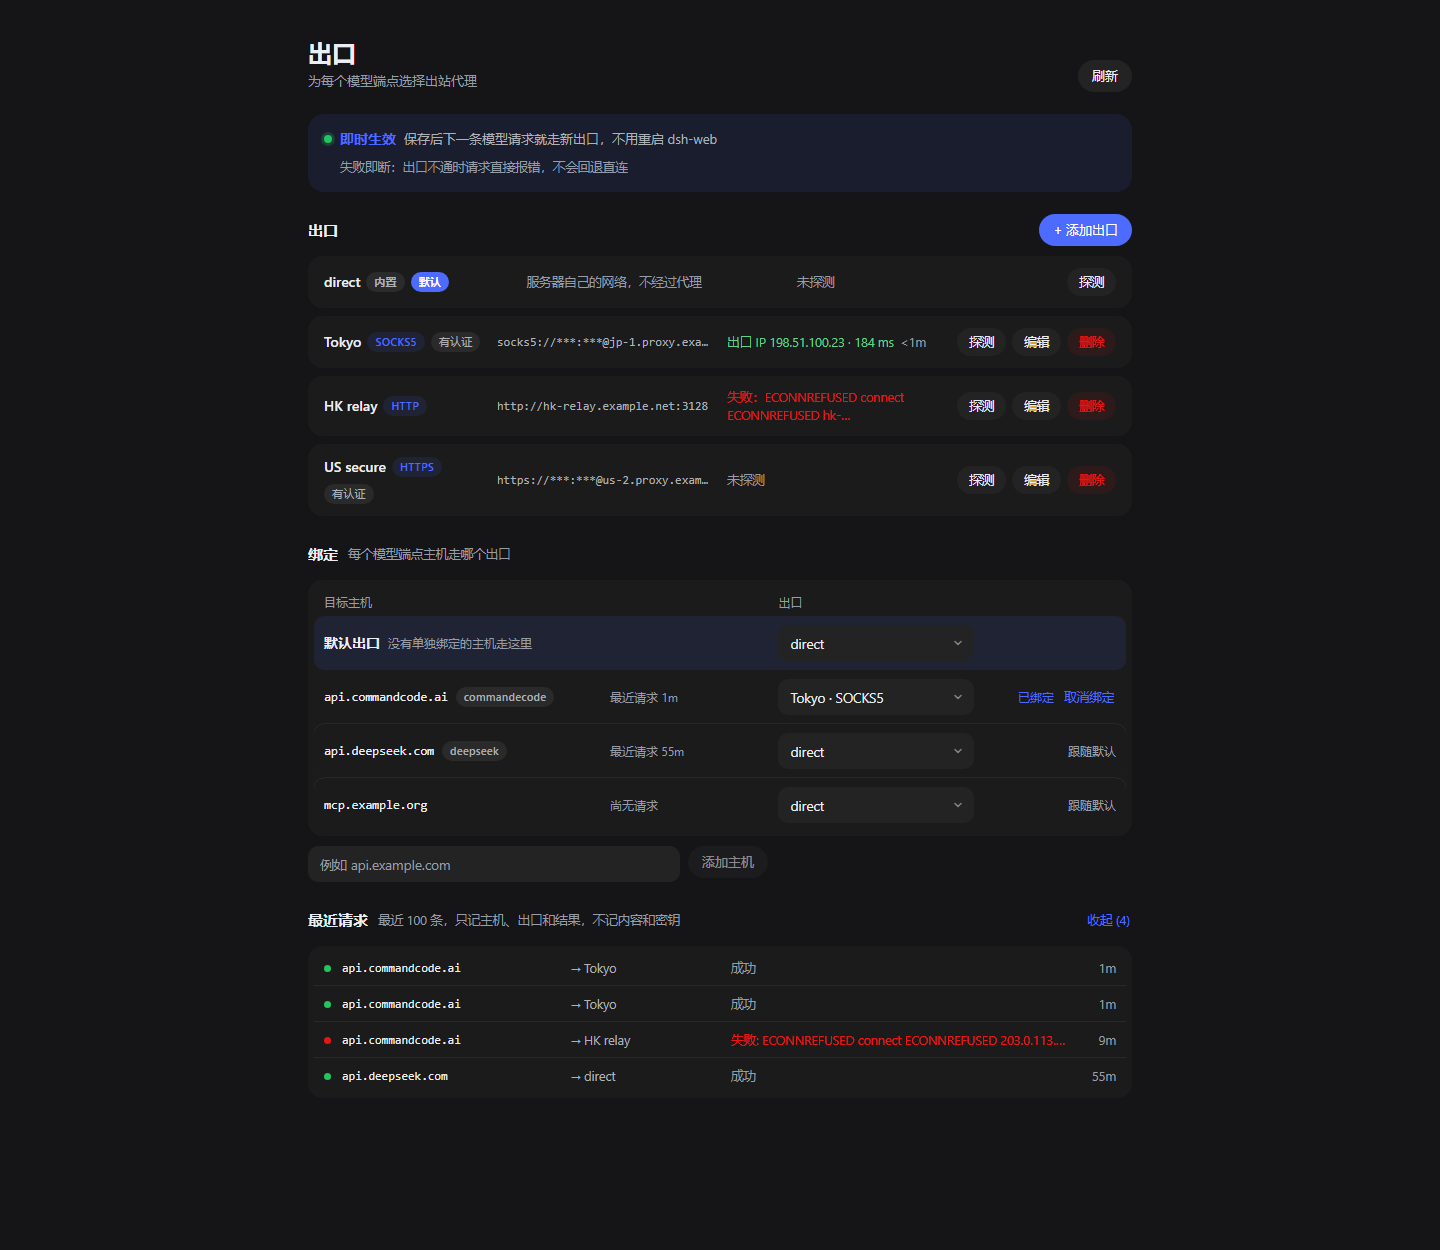 出口
为每个模型端点选择出站代理
刷新
即时生效 保存后下一条模型请求就走新出口，不用重启 dsh-web
失败即断：出口不通时请求直接报错，不会回退直连
出口
+ 添加出口
direct 内置 默认 服务器自己的网络，不经过代理 未探测 探测
Tokyo SOCKS5 有认证 socks5://***:***@jp-1.proxy.exa… 出口 IP 198.51.100.23 · 184 ms <1m 探测 编辑 删除
HK relay HTTP http://hk-relay.example.net:3128 失败：ECONNREFUSED connect
ECONNREFUSED hk-… 探测 编辑 删除
US secure HTTPS
有认证 https://***:***@us-2.proxy.exam… 未探测 探测 编辑 删除
绑定 每个模型端点主机走哪个出口
目标主机 出口
默认出口 没有单独绑定的主机走这里 direct
api.commandcode.ai commandecode 最近请求 1m Tokyo · SOCKS5 已绑定 取消绑定
api.deepseek.com deepseek 最近请求 55m direct 跟随默认
mcp.example.org 尚无请求 direct 跟随默认
例如 api.example.com 添加主机
最近请求 最近 100 条，只记主机、出口和结果，不记内容和密钥 收起 (4)
api.commandcode.ai → Tokyo 成功 1m
api.commandcode.ai → Tokyo 成功 1m
api.commandcode.ai → HK relay 失败: ECONNREFUSED connect ECONNREFUSED 203.0.113.… 9m
api.deepseek.com → direct 成功 55m